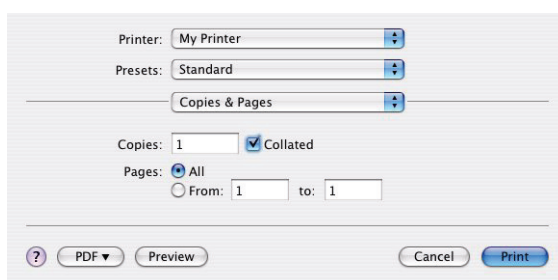 Printer: My Printer
Presets: Standard
Copies & Pages
Copies: 1 Collated
Pages: All
From: 1 to: 1
? PDF▼ Preview Cancel Print